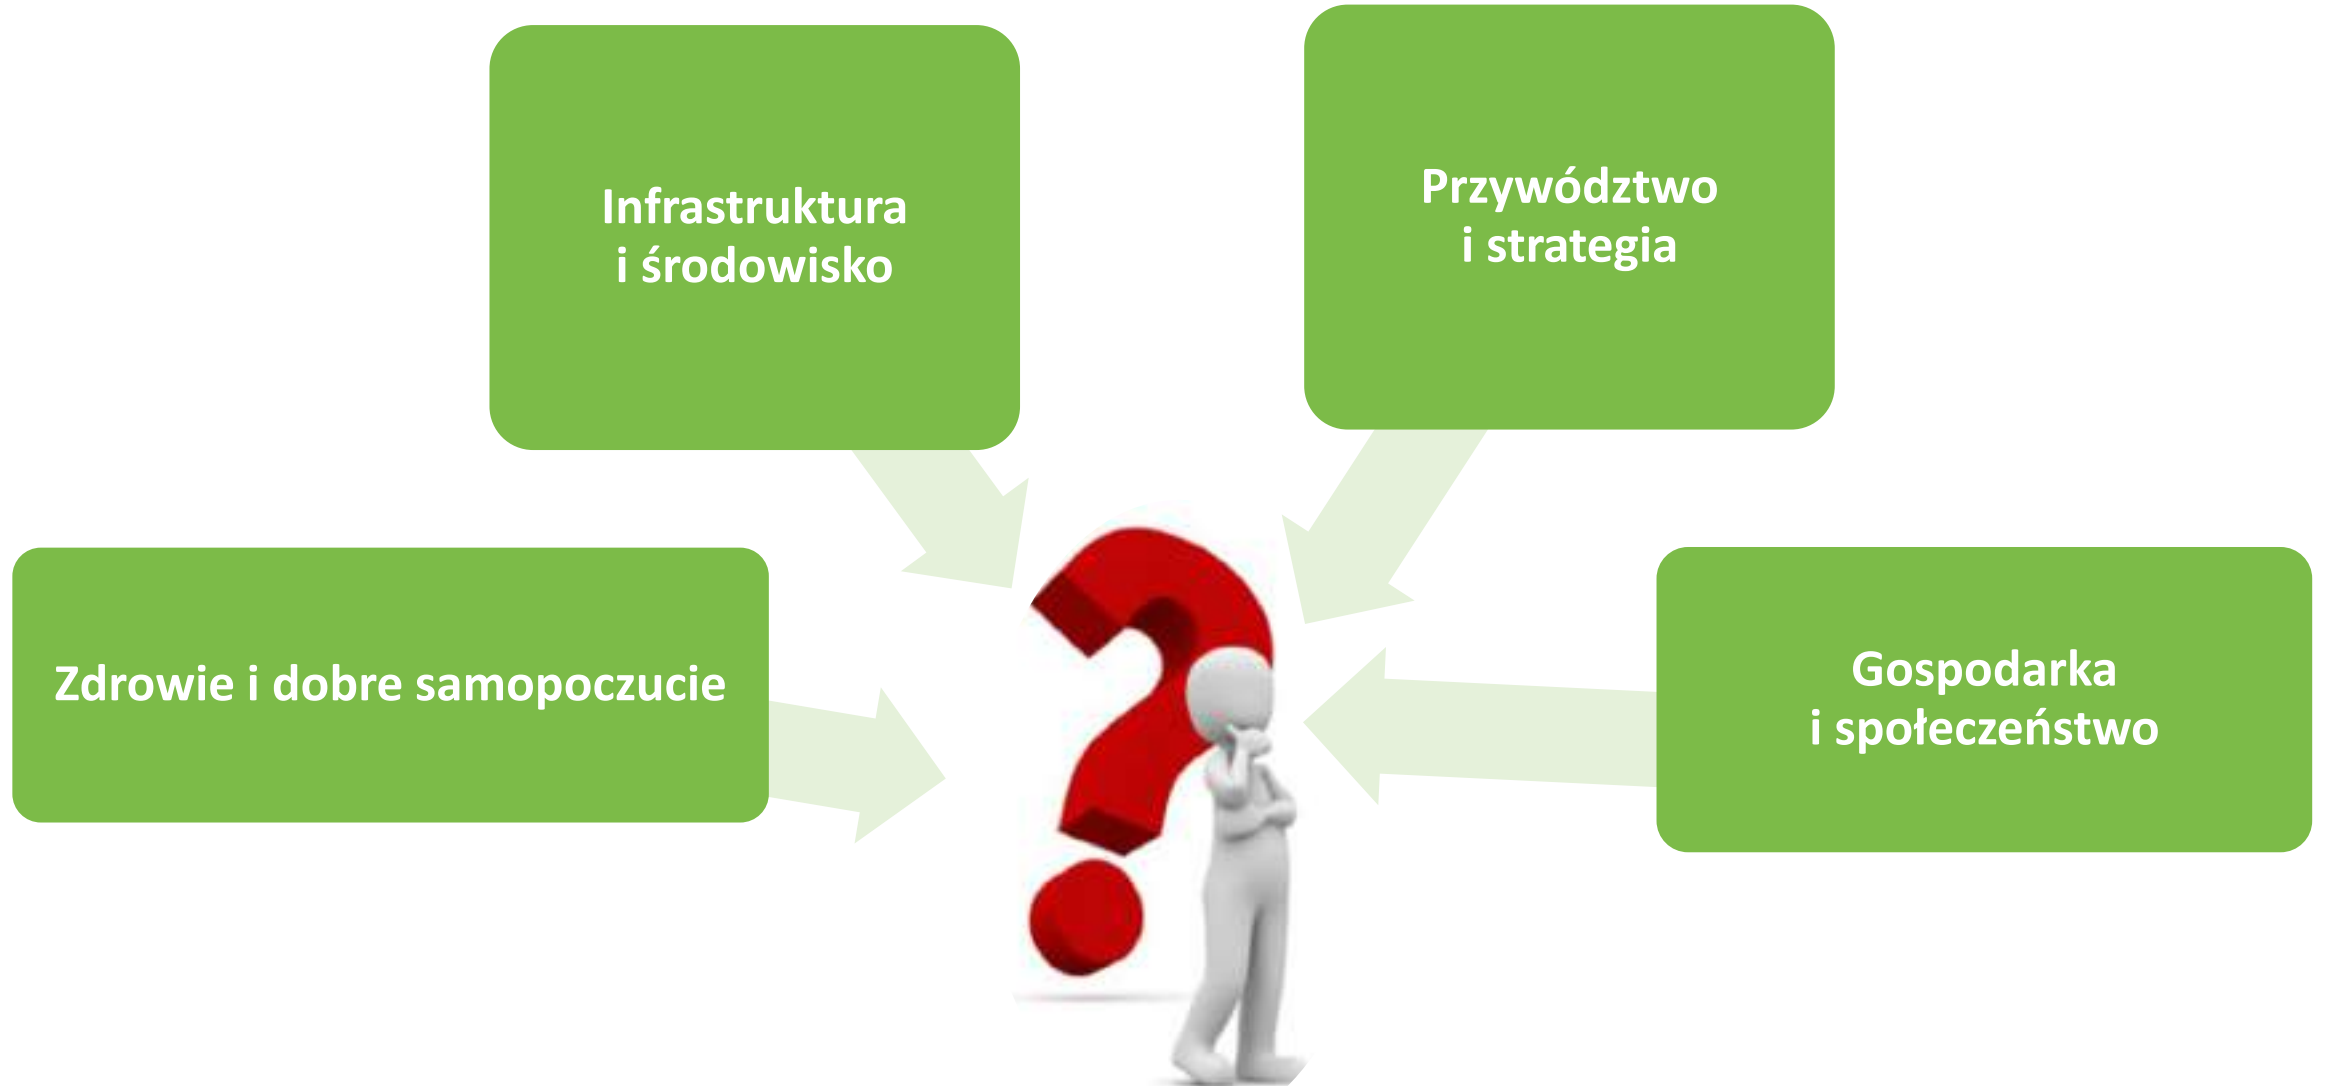 Infrastruktura
i środowisko
Przywództwo
i strategia
Zdrowie i dobre samopoczucie
Gospodarka
i społeczeństwo